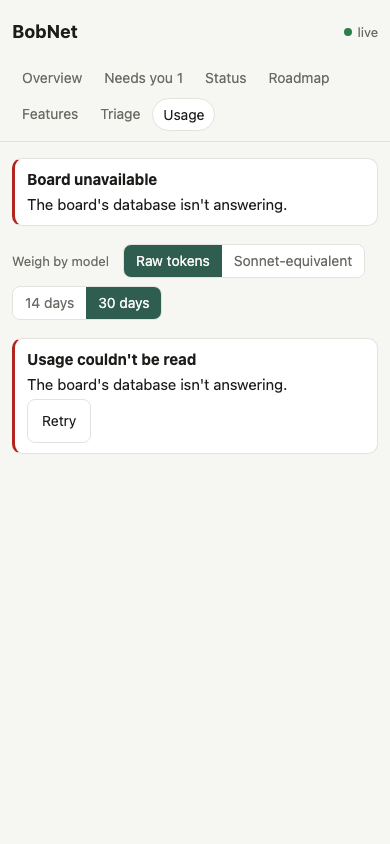 BobNet
live
Overview Needs you 1 Status Roadmap
Features Triage Usage
Board unavailable
The board's database isn't answering.
Weigh by model Raw tokens Sonnet-equivalent
14 days 30 days
Usage couldn't be read
The board's database isn't answering.
Retry